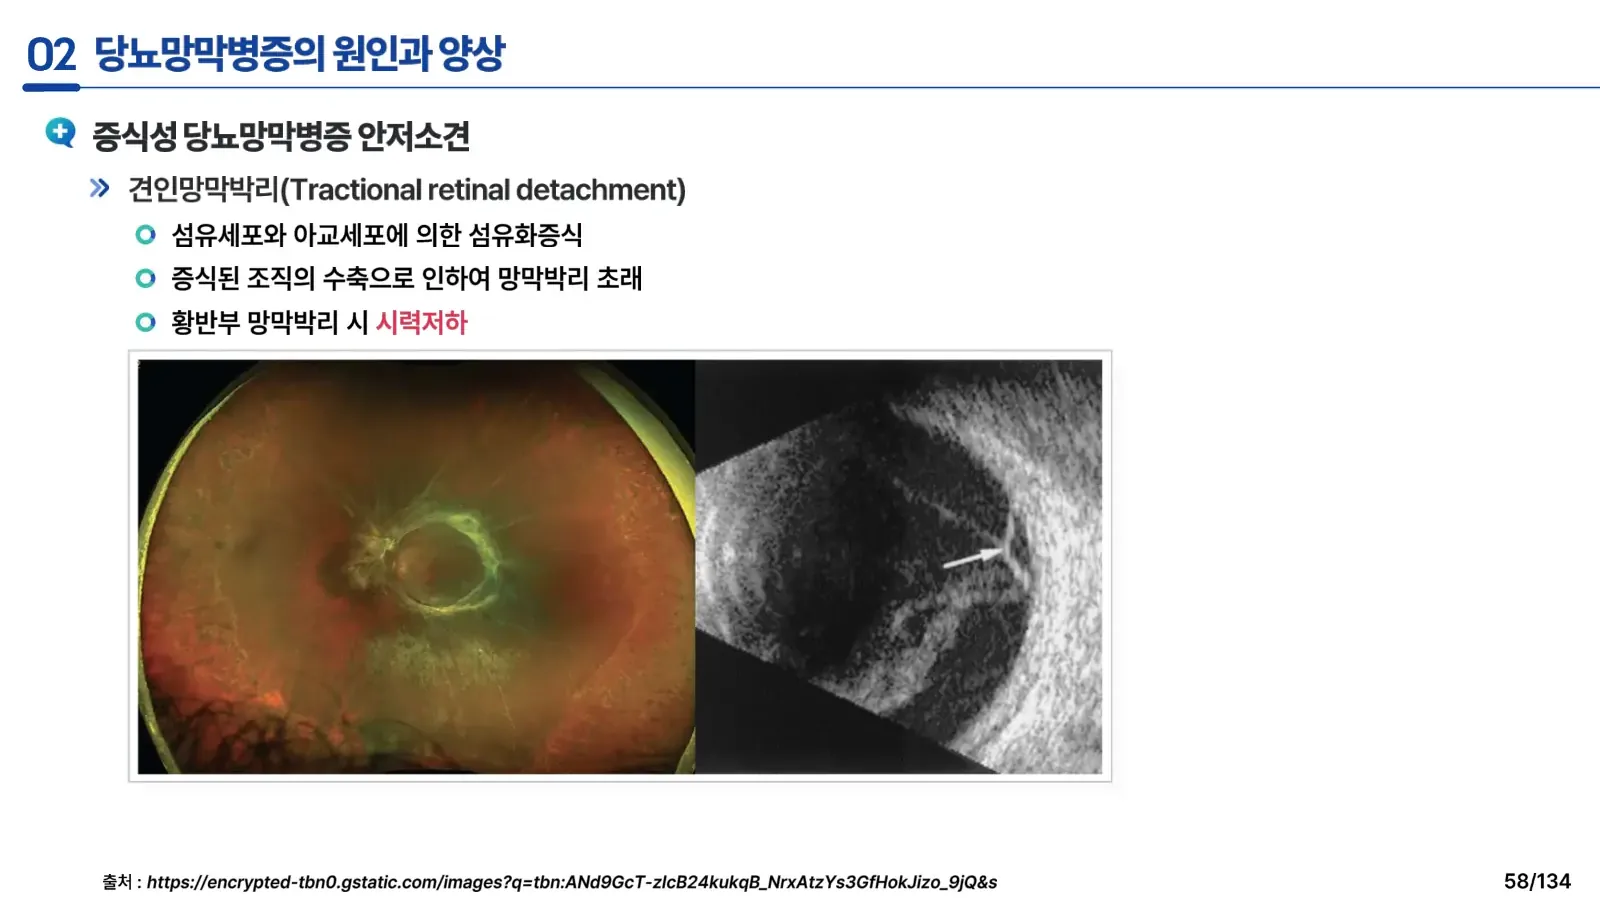 02 당뇨망막병증의 원인과 양상
증식성 당뇨망막병증 안저소견
견인망막박리(Tractional retinal detachment)
섬유세포와 아교세포에 의한 섬유화증식
증식된 조직의 수축으로 인하여 망막박리 초래
황반부 망막박리 시 시력저하
출처 : https://encrypted-tbn0.gstatic.com/images?q=tbn:ANd9GcT-zlcB24kukqB_NrxAtzYs3GfHokJizo_9jQ&s
58/134